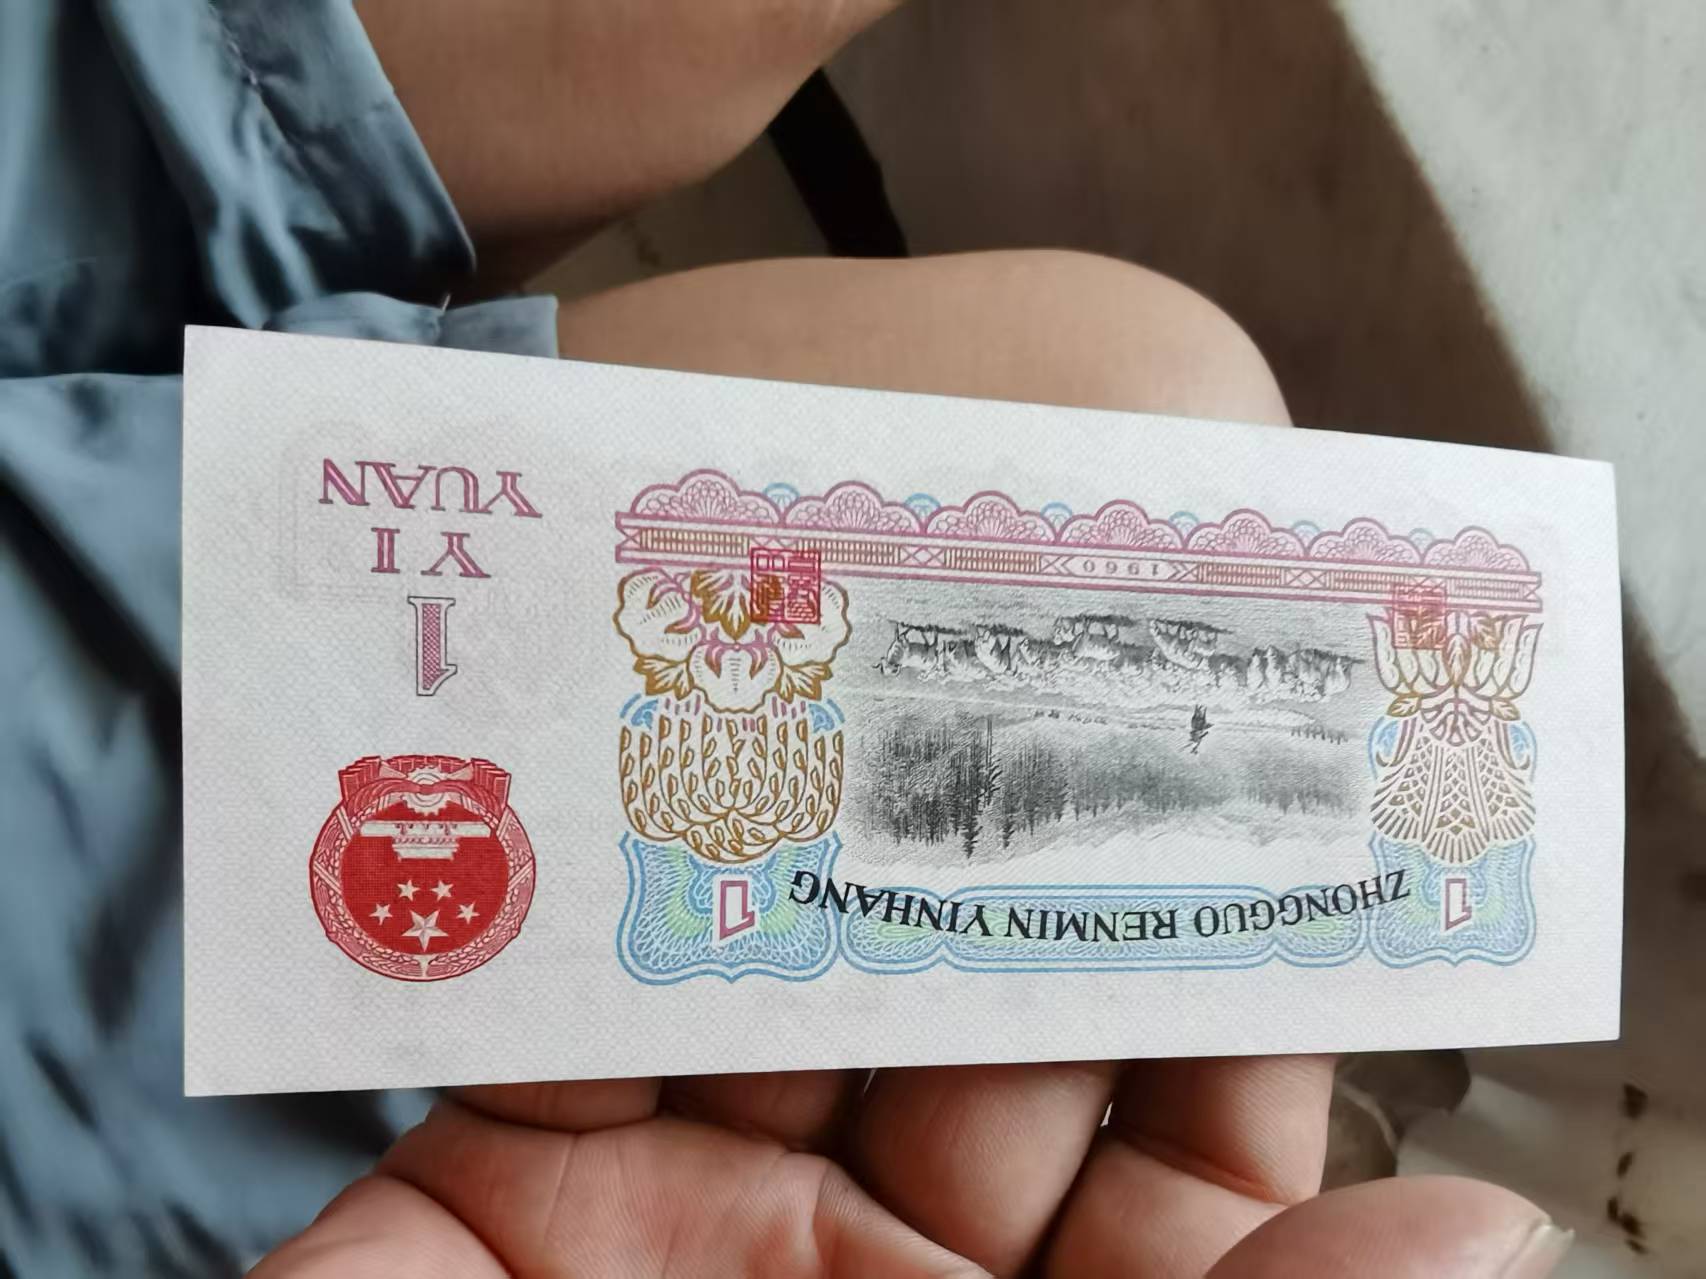 ZHONGGUO RENMIN YINHANG
1
1
1960
1
YI
YUAN